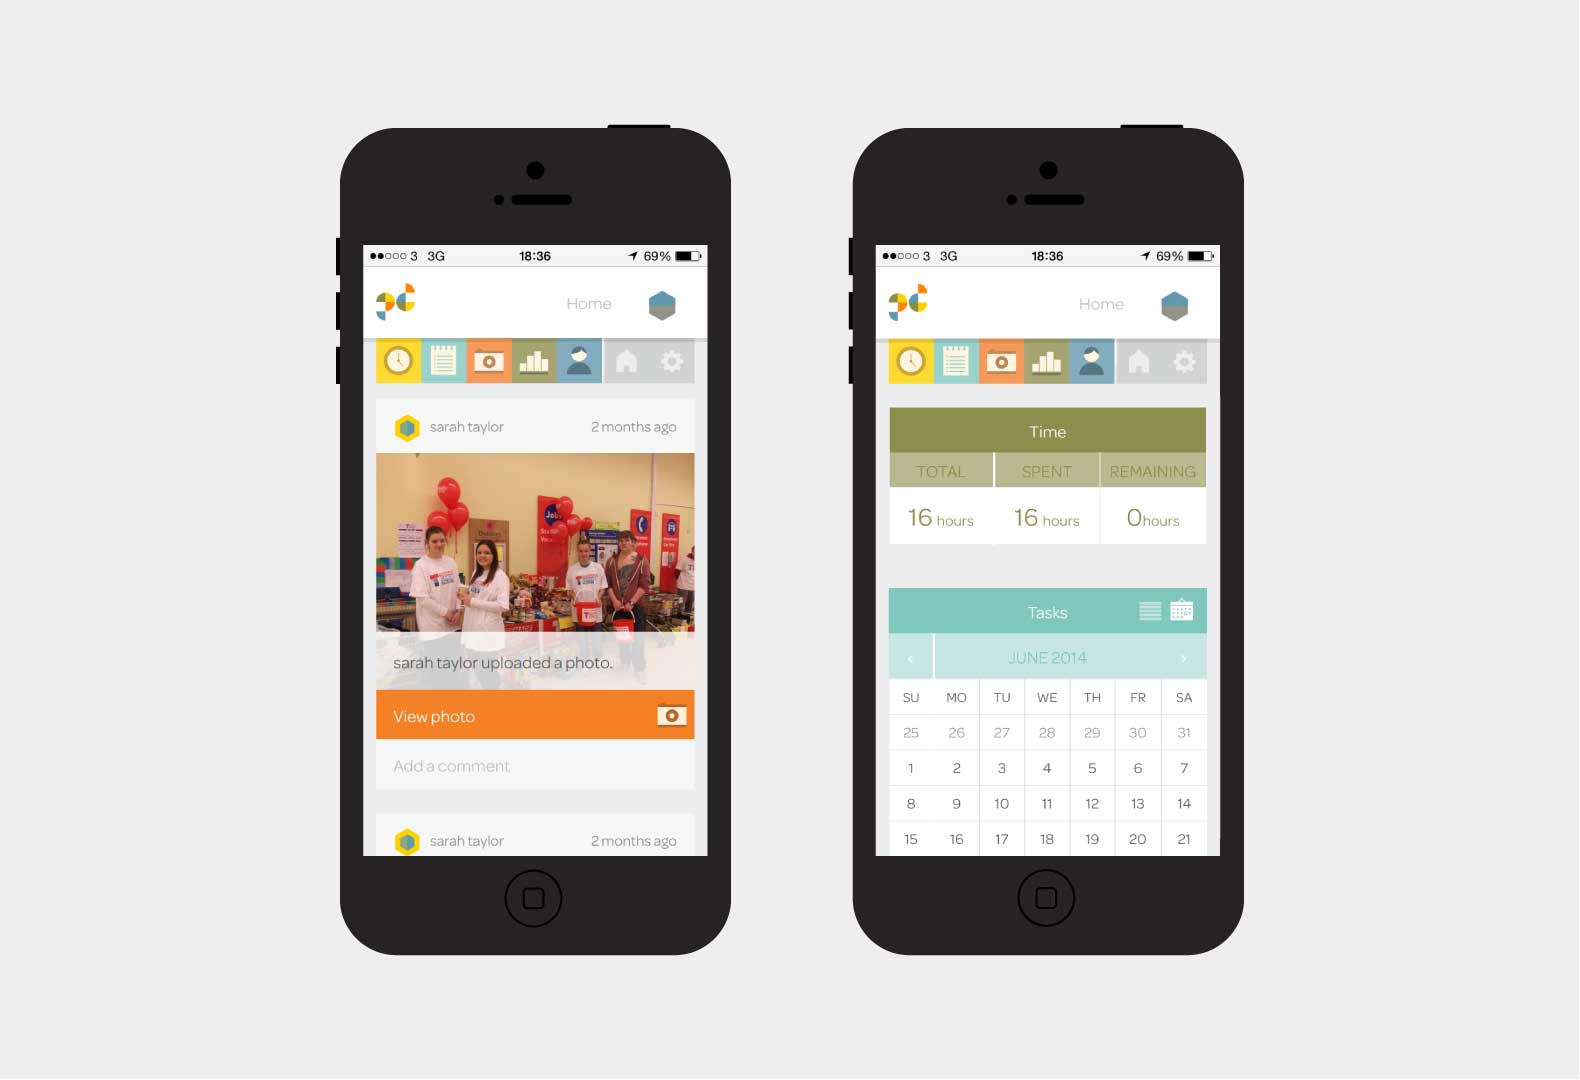 3 3G 18:36 69%
Home
sarah taylor 2 months ago
Jobs
sarah taylor uploaded a photo.
View photo
Add a comment
sarah taylor 2 months ago
3 3G 18:36 69%
Home
Time
TOTAL SPENT REMAINING
16 hours 16 hours 0hours
Tasks
‹ JUNE 2014 ›
SU MO TU WE TH FR SA
25 26 27 28 29 30 31
1 2 3 4 5 6 7
8 9 10 11 12 13 14
15 16 17 18 19 20 21